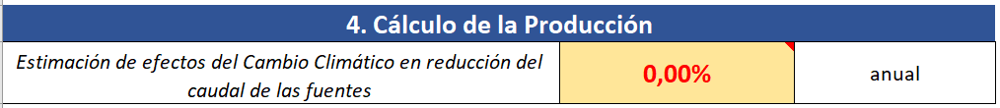 4. Cálculo de la Producción
Estimación de efectos del Cambio Climático en reducción del
caudal de las fuentes
0,00%
anual